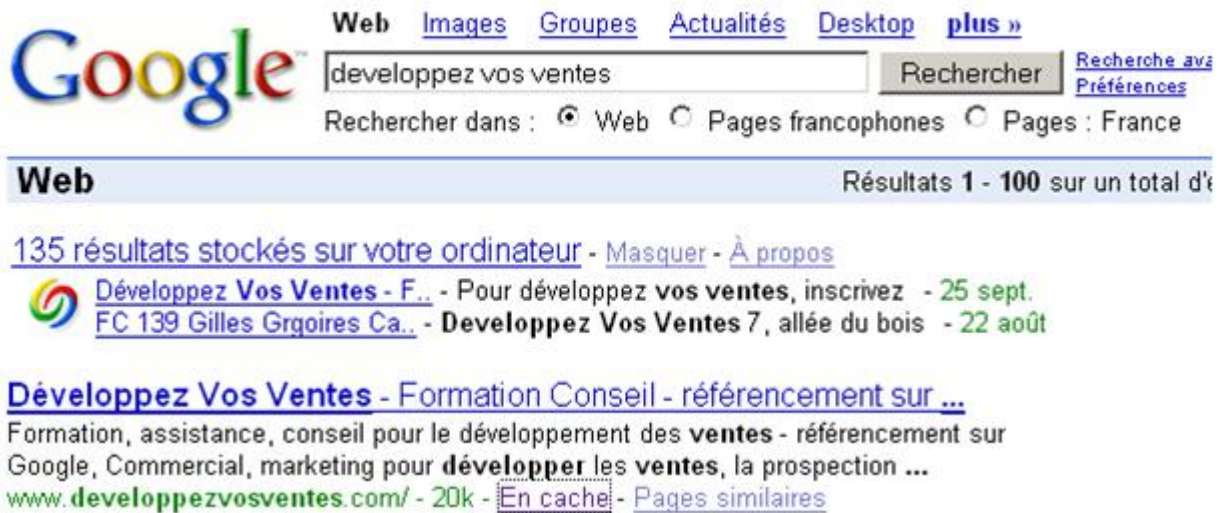 Google™
Web Images Groupes Actualités Desktop plus »
developpez vos ventes Rechercher Recherche
Préférences
Rechercher dans : Web Pages francophones Pages : France
Web Résultats 1 - 100 sur un total
135 résultats stockés sur votre ordinateur - Masquer - À propos
Développez Vos Ventes - F.. - Pour développez vos ventes, inscrivez - 25 sept.
FC 139 Gilles Grgoires Ca.. - Developpez Vos Ventes 7, allée du bois - 22 août
Développez Vos Ventes - Formation Conseil - référencement sur ...
Formation, assistance, conseil pour le développement des ventes - référencement sur
Google, Commercial, marketing pour développer les ventes, la prospection ...
www.developpezvosventes.com/ - 20k - En cache - Pages similaires